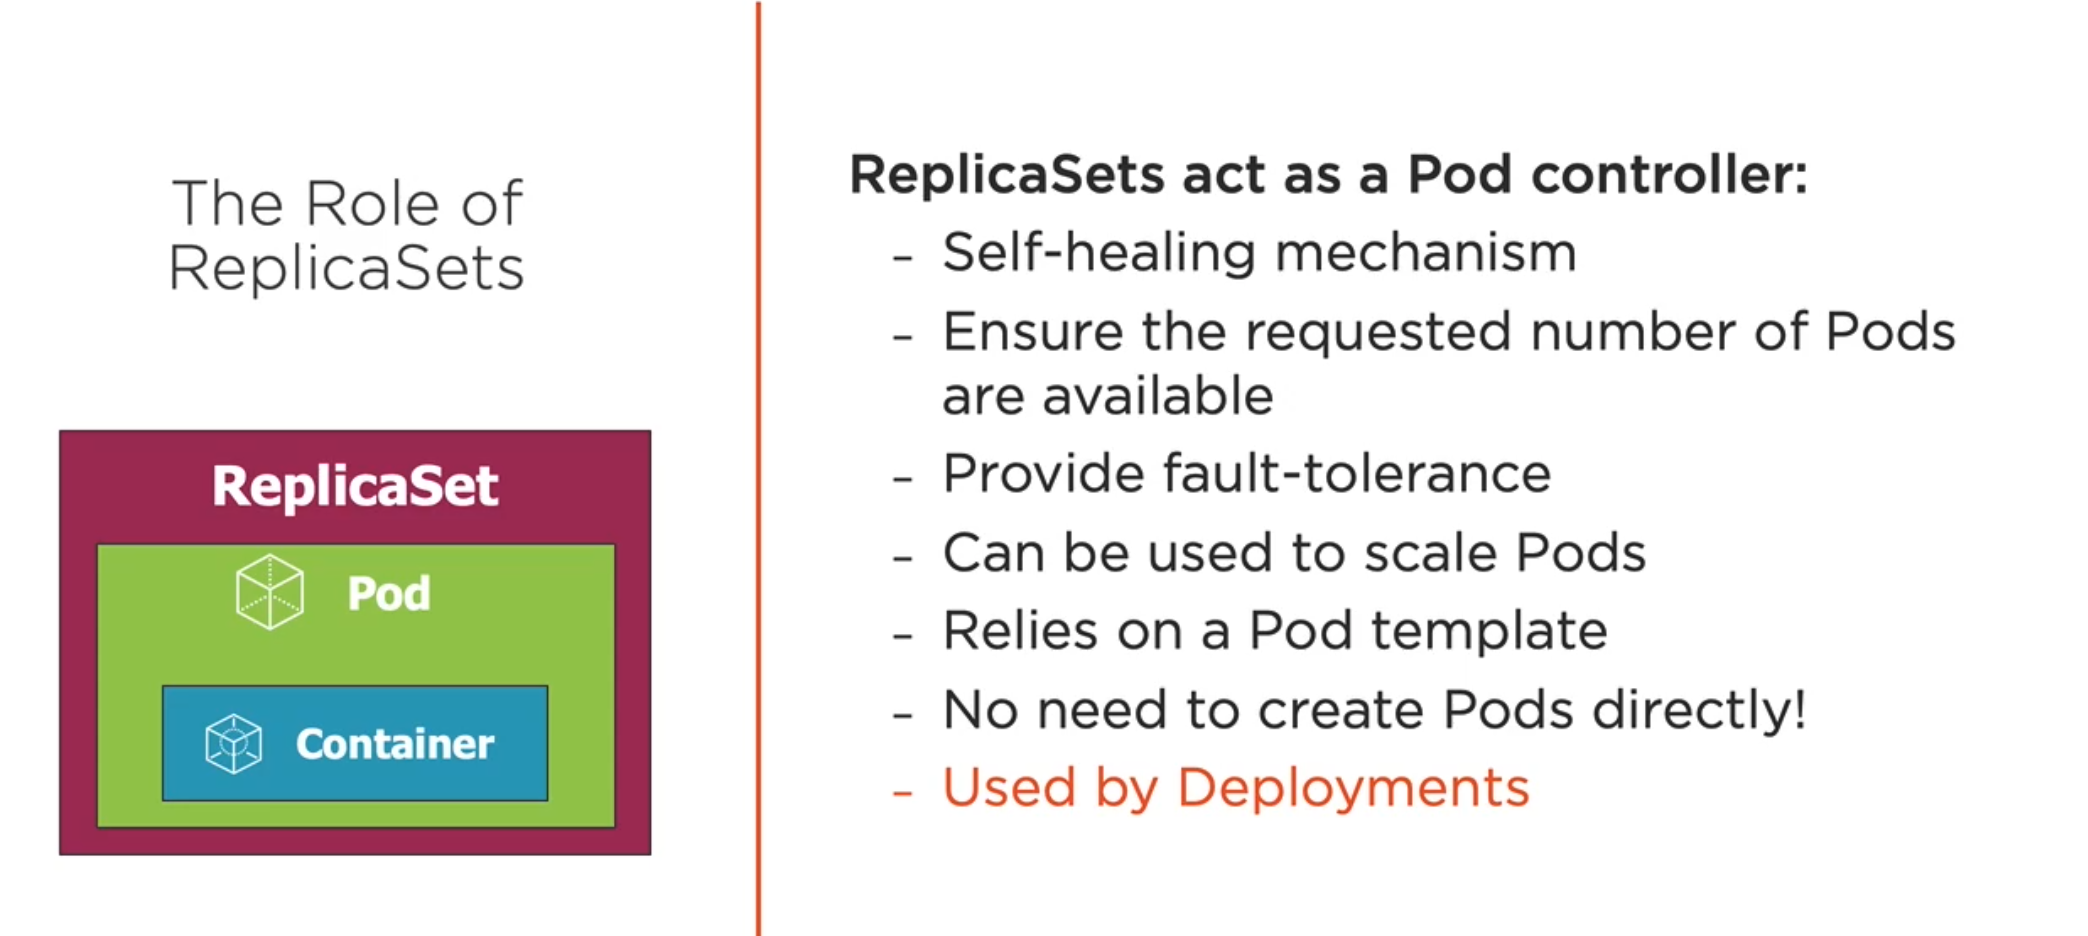 The Role of
ReplicaSets
ReplicaSet
Pod
Container
ReplicaSets act as a Pod controller:
- Self-healing mechanism
- Ensure the requested number of Pods
are available
- Provide fault-tolerance
- Can be used to scale Pods
- Relies on a Pod template
- No need to create Pods directly!
- Used by Deployments